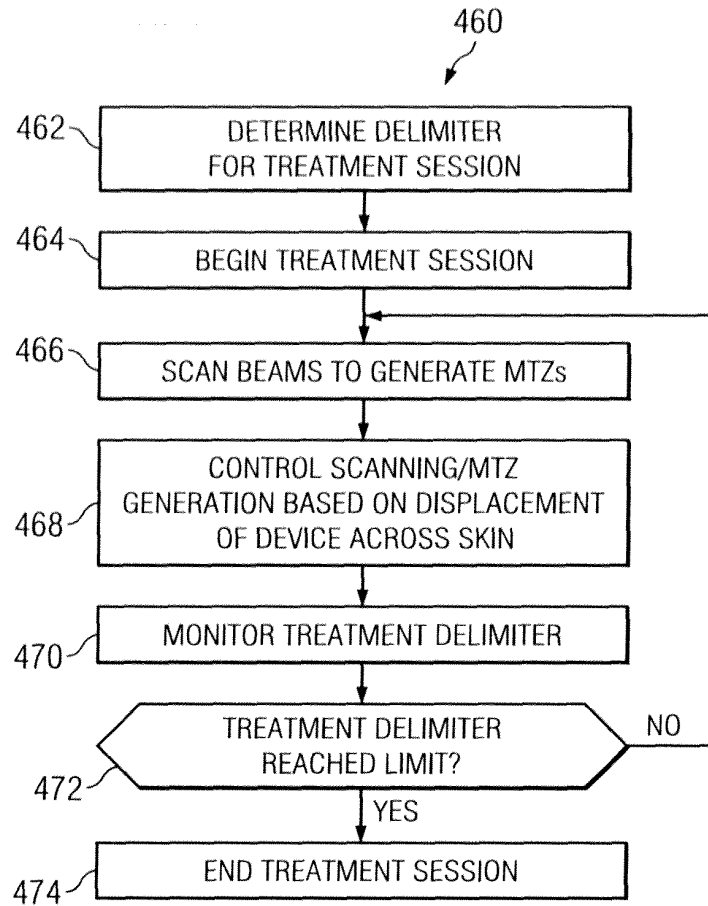 460
462
DETERMINE DELIMITER
FOR TREATMENT SESSION
464
BEGIN TREATMENT SESSION
466
SCAN BEAMS TO GENERATE MTZs
468
CONTROL SCANNING/MTZ
GENERATION BASED ON DISPLACEMENT
OF DEVICE ACROSS SKIN
470
MONITOR TREATMENT DELIMITER
472
TREATMENT DELIMITER
REACHED LIMIT?
NO
YES
474
END TREATMENT SESSION